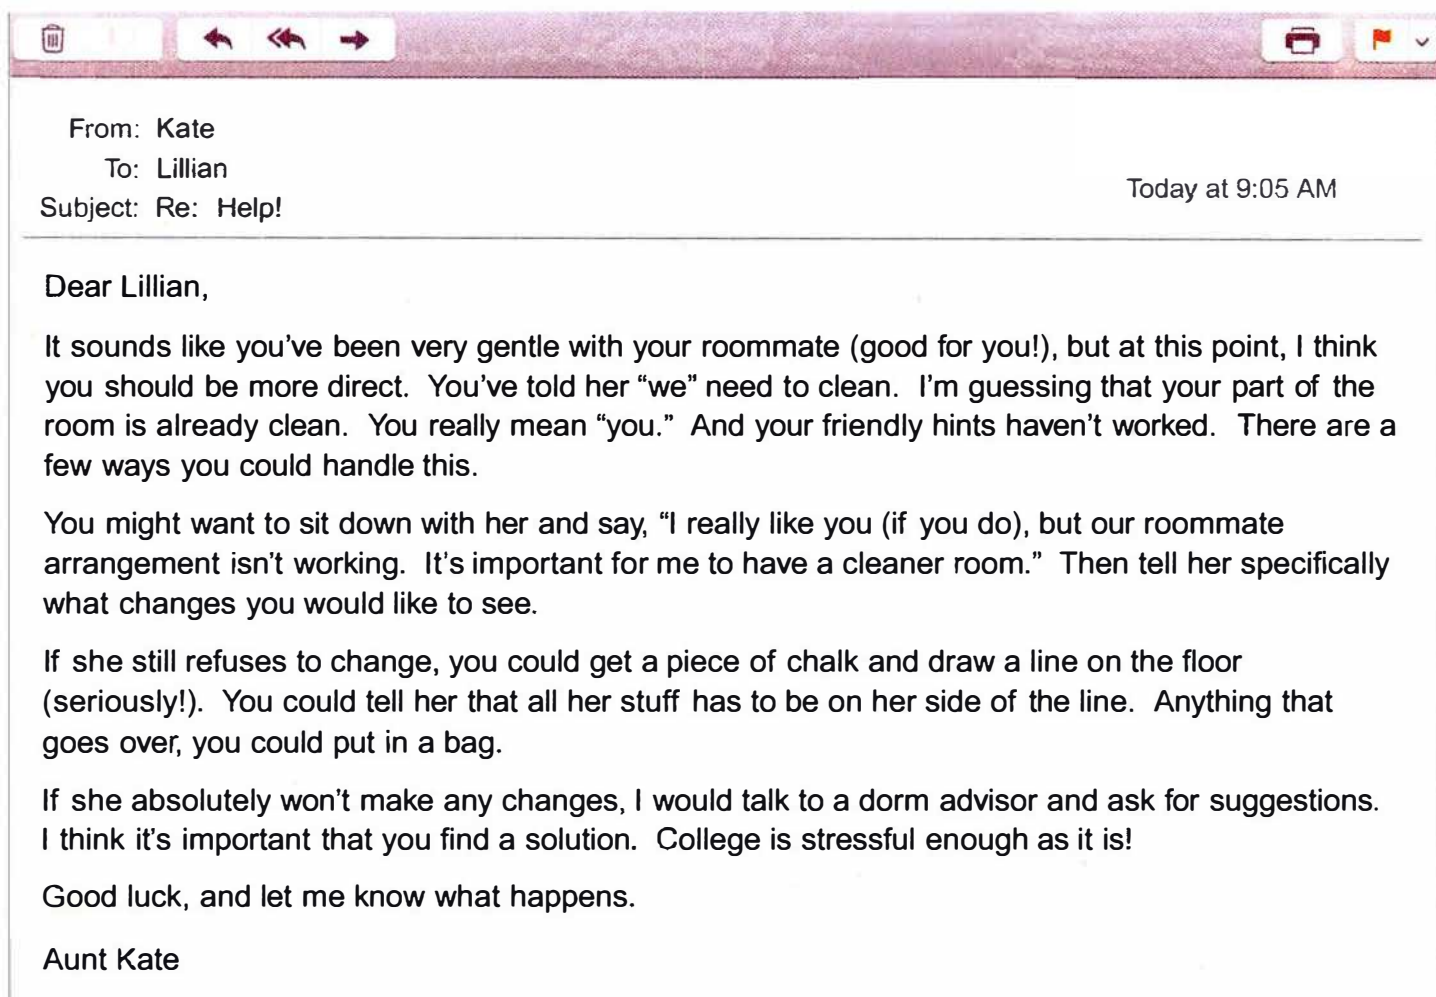 From: Kate
To: Lillian
Today at 9:05 AM
Subject: Re: Help!
Dear Lillian,
It sounds like you've been very gentle with your roommate (good for you!), but at this point, I think
you should be more direct. You've told her “we” need to clean. I'm guessing that your part of the
room is already clean. You really mean “you.” And your friendly hints haven't worked. There are a
few ways you could handle this.
You might want to sit down with her and say, “I really like you (if you do), but our roommate
arrangement isn't working. It's important for me to have a cleaner room.” Then tell her specifically
what changes you would like to see.
If she still refuses to change, you could get a piece of chalk and draw a line on the floor
(seriously!). You could tell her that all her stuff has to be on her side of the line. Anything that
goes over, you could put in a bag.
If she absolutely won't make any changes, I would talk to a dorm advisor and ask for suggestions.
I think it's important that you find a solution. College is stressful enough as it is!
Good luck, and let me know what happens.
Aunt Kate